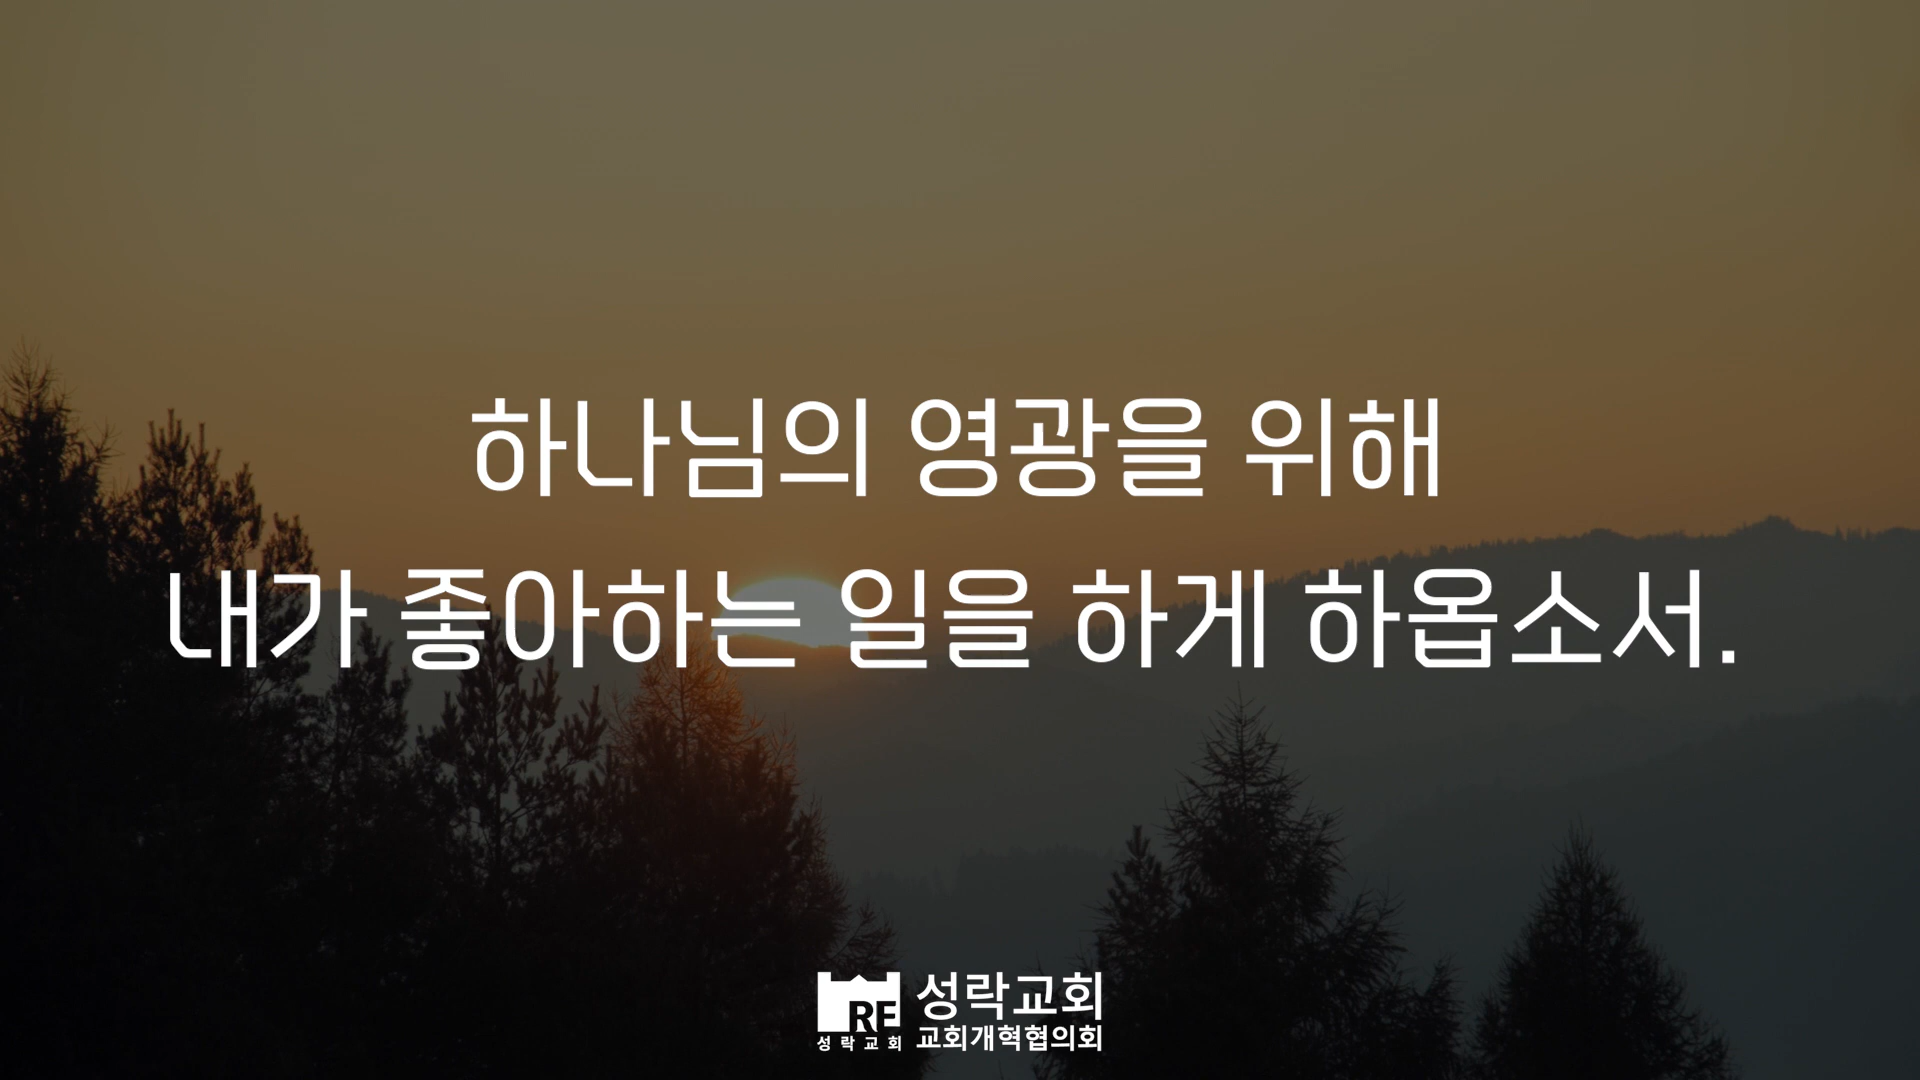 하나님의 영광을 위해
내가 좋아하는 일을 하게 하옵소서.
RE
성락교회
성락교회
교회개혁협의회